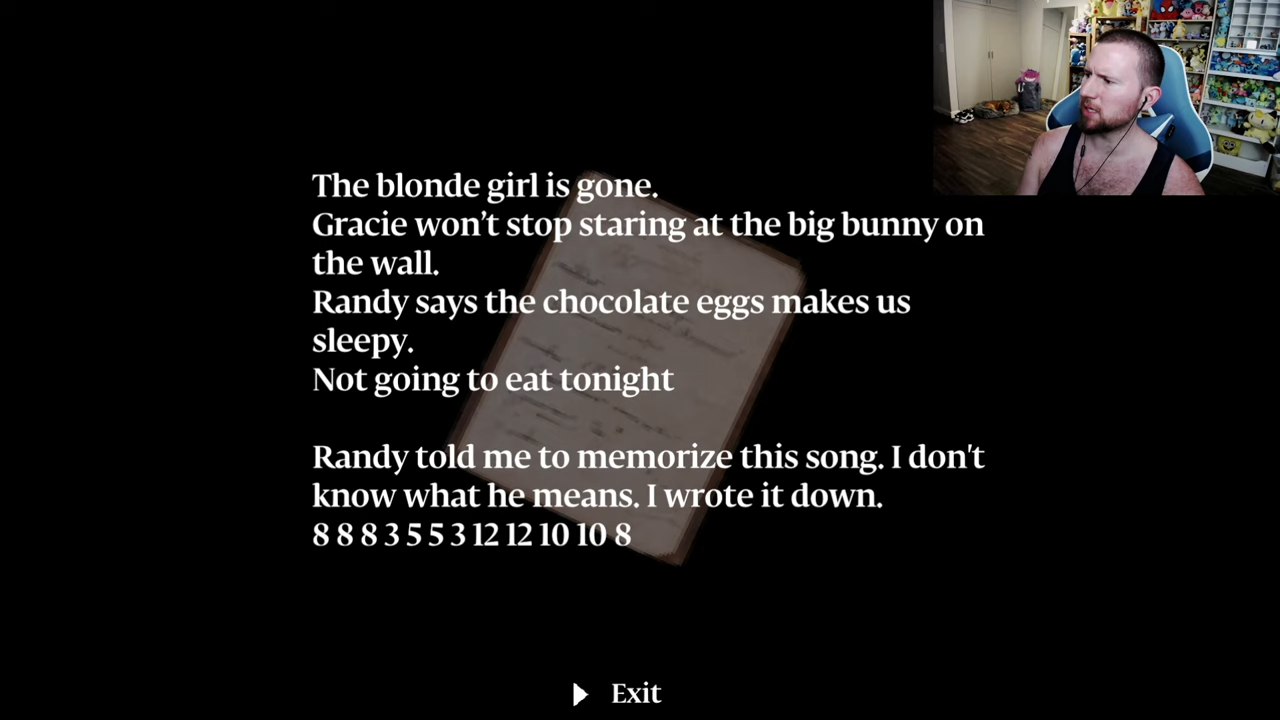 The blonde girl is gone.
Gracie won’t stop staring at the big bunny on
the wall.
Randy says the chocolate eggs makes us
sleepy.
Not going to eat tonight
Randy told me to memorize this song. I don't
know what he means. I wrote it down.
8 8 8 3 5 5 3 12 12 10 10 8
Exit